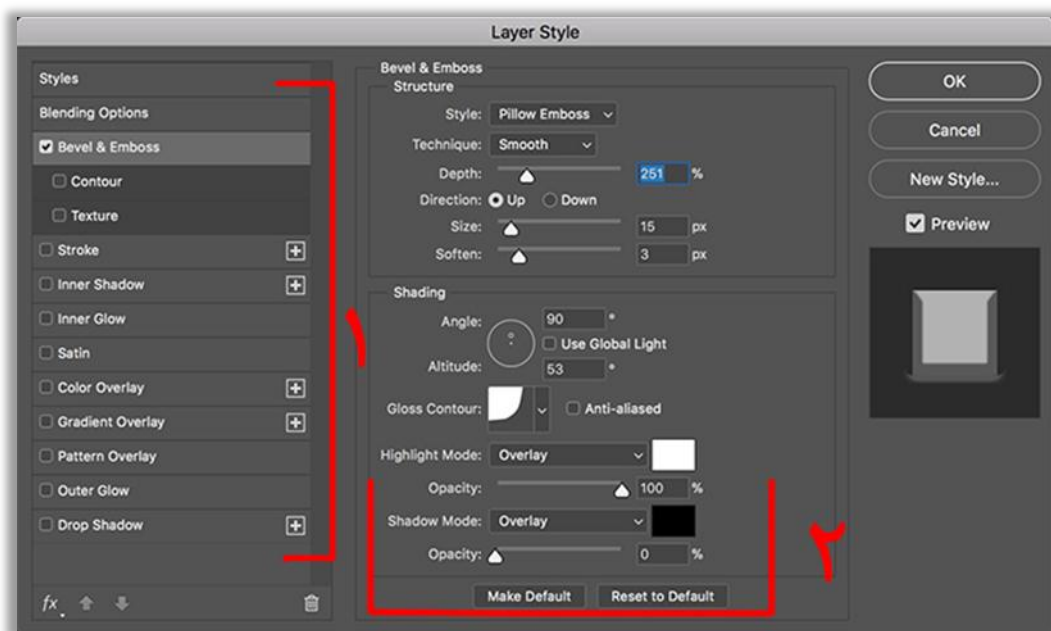 Layer Style
Styles
Blending Options
Bevel & Emboss
Contour
Texture
Stroke
Inner Shadow
Inner Glow
Satin
Color Overlay
Gradient Overlay
Pattern Overlay
Outer Glow
Drop Shadow
fx
۱
Bevel & Emboss
Structure
Style: Pillow Emboss
Technique: Smooth
Depth: 251 %
Direction: Up Down
Size: 15 px
Soften: 3 px
Shading
Angle: 90 °
Use Global Light
Altitude: 53 °
Gloss Contour: Anti-aliased
Highlight Mode: Overlay
Opacity: 100 %
Shadow Mode: Overlay
Opacity: 0 %
Make Default Reset to Default
۲
OK
Cancel
New Style...
Preview